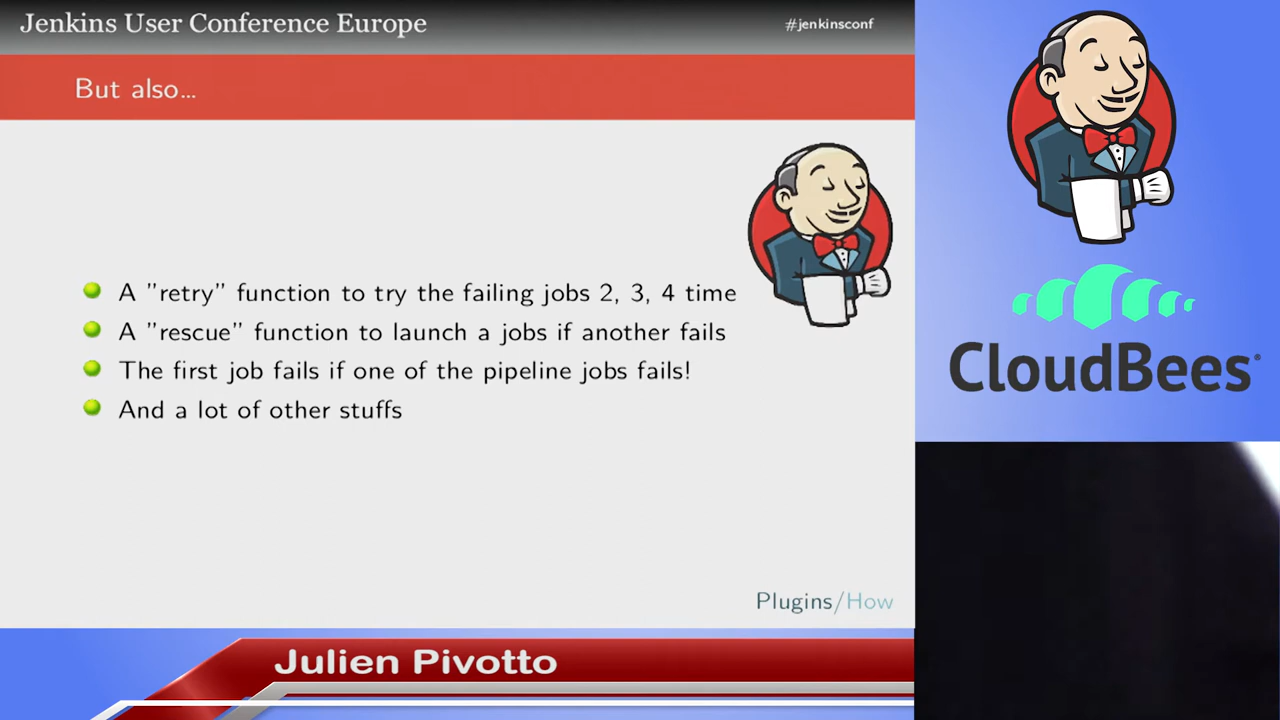 Jenkins User Conference Europe
#jenkinsconf
But also...
A "retry" function to try the failing jobs 2, 3, 4 time
A "rescue" function to launch a jobs if another fails
The first job fails if one of the pipeline jobs fails!
And a lot of other stuffs
Plugins/How
CloudBees®
Julien Pivotto